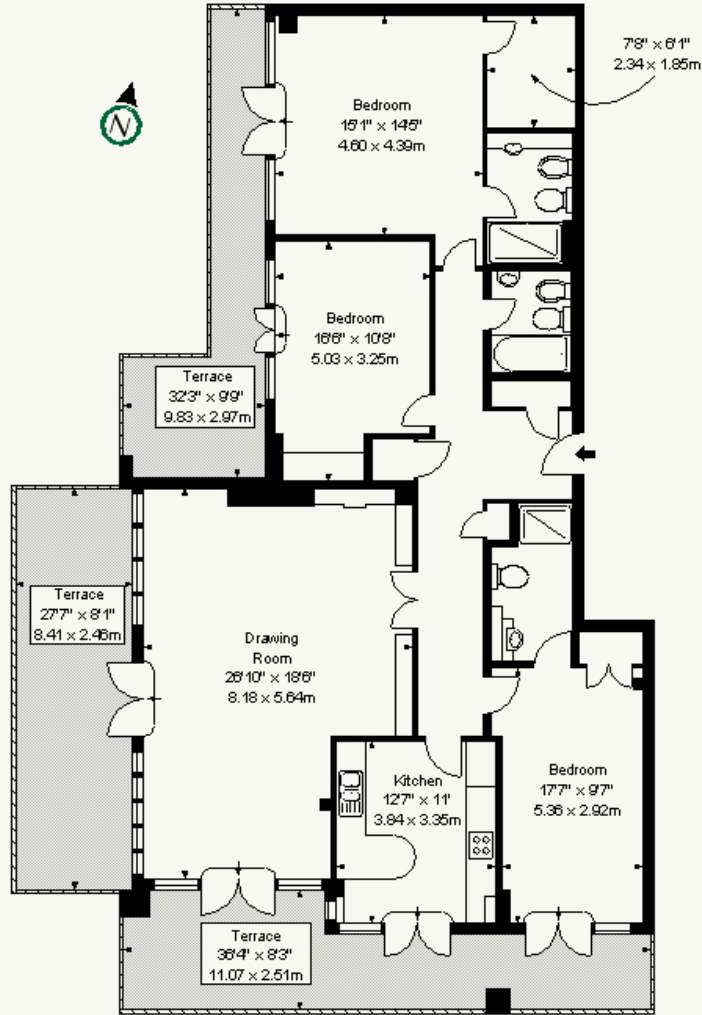 7'8" x 6'1"
2.34 x 1.85m
N
Bedroom
15'1" x 14'5"
4.60 x 4.39m
Bedroom
16'6" x 10'8"
5.03 x 3.25m
Terrace
32'3" x 9'9"
9.83 x 2.97m
Terrace
27'7" x 8'1"
8.41 x 2.46m
Drawing
Room
26'10" x 18'6"
8.18 x 5.64m
Kitchen
12'7" x 11'
3.84 x 3.35m
Bedroom
17'7" x 9'7"
5.36 x 2.92m
Terrace
36'4" x 8'3"
11.07 x 2.51m